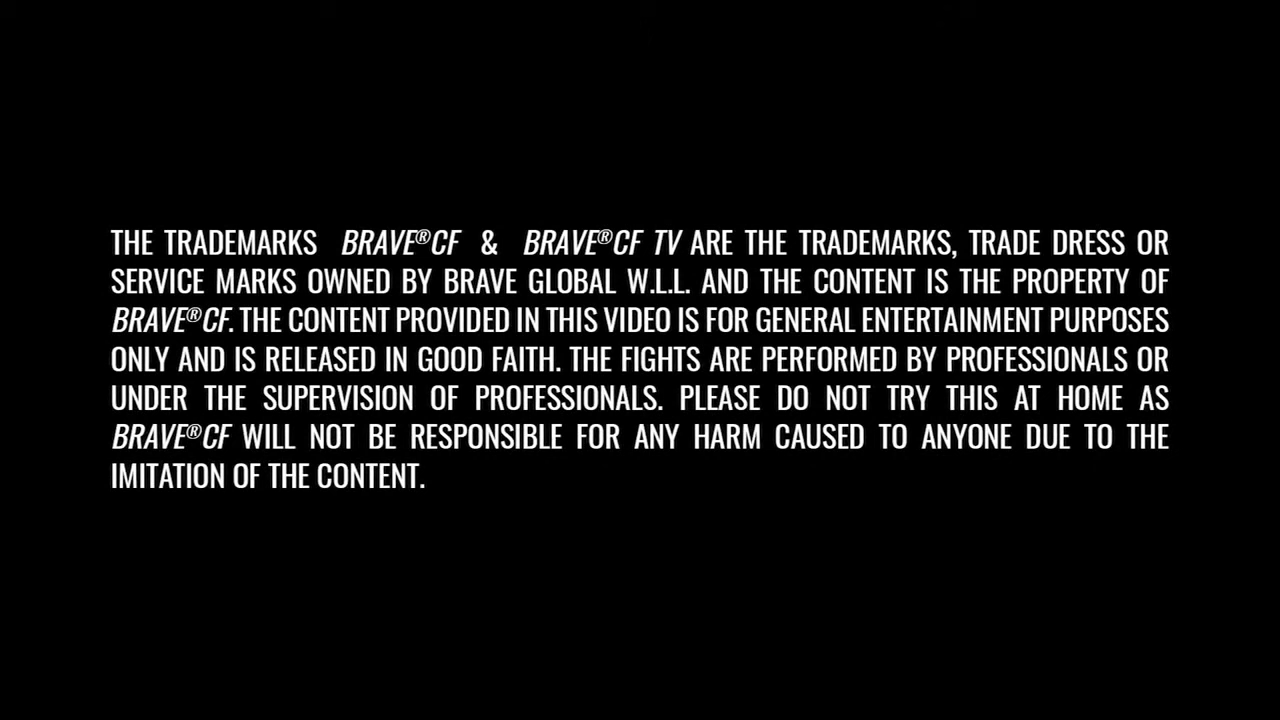 THE TRADEMARKS BRAVE®CF & BRAVE®CF TV ARE THE TRADEMARKS, TRADE DRESS OR
SERVICE MARKS OWNED BY BRAVE GLOBAL W.L.L. AND THE CONTENT IS THE PROPERTY OF
BRAVE®CF. THE CONTENT PROVIDED IN THIS VIDEO IS FOR GENERAL ENTERTAINMENT PURPOSES
ONLY AND IS RELEASED IN GOOD FAITH. THE FIGHTS ARE PERFORMED BY PROFESSIONALS OR
UNDER THE SUPERVISION OF PROFESSIONALS. PLEASE DO NOT TRY THIS AT HOME AS
BRAVE®CF WILL NOT BE RESPONSIBLE FOR ANY HARM CAUSED TO ANYONE DUE TO THE
IMITATION OF THE CONTENT.